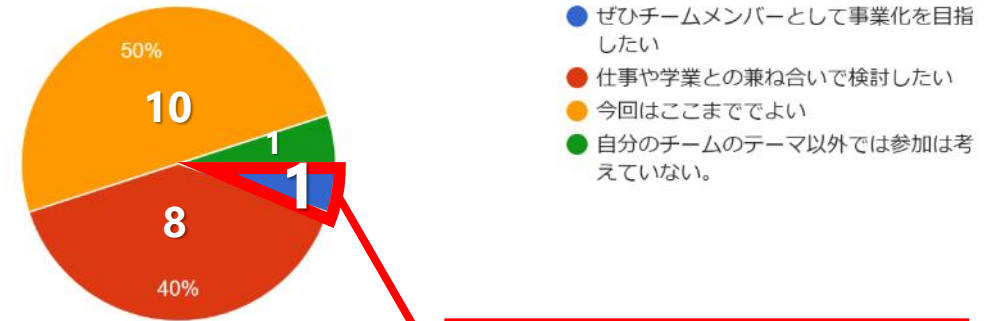 50%
10
1
1
8
40%
ぜひチームメンバーとして事業化を目指
したい
仕事や学業との兼ね合いで検討したい
今回はここまででよい
自分のチームのテーマ以外では参加は考
えていない。